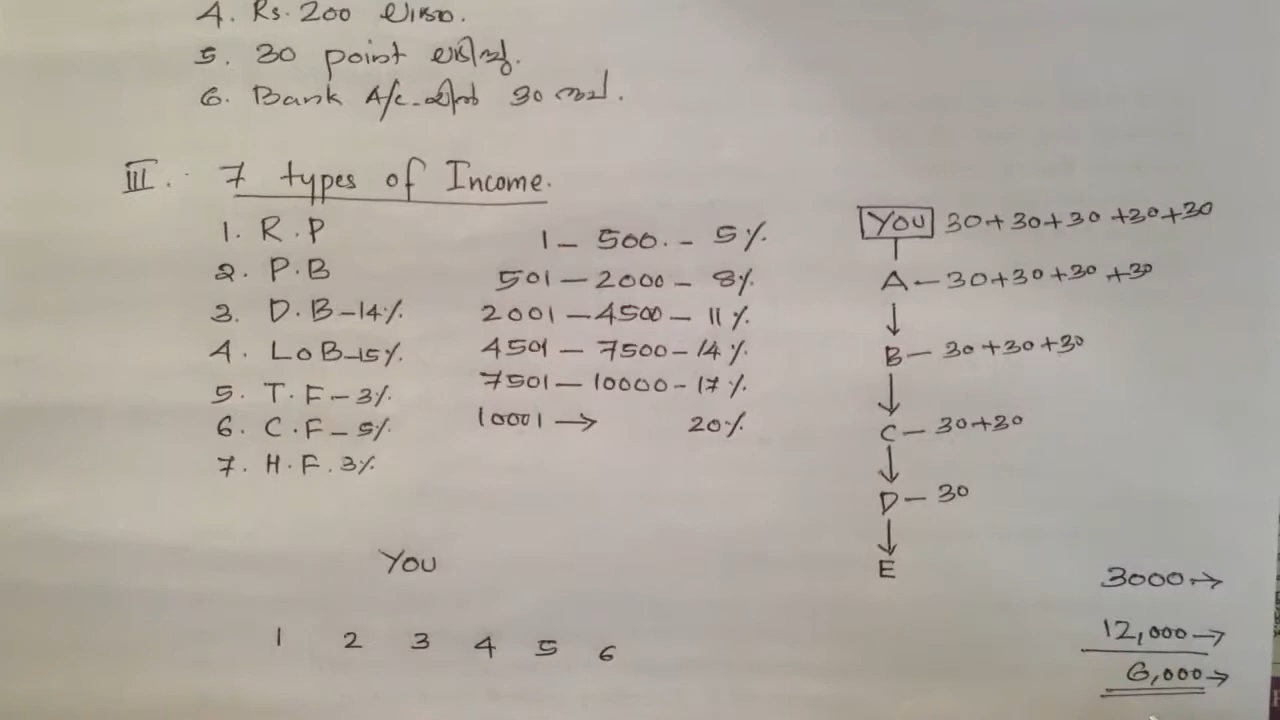 4. Rs. 200 ലാഭം.
5. 30 point ലഭിച്ചു.
6. Bank A/c-യിൽ 30 രൂപ.
III. 7 types of Income.
1. R.P
2. P.B
3. D.B-14%
4. LOB-15%
5. T.F-3%
6. C.F-5%
7. H.F. 3%
1 - 500. - 5%
501 - 2000 - 8%
2001 - 4500 - 11%
4501 - 7500 - 14%
7501 - 10000 - 17%
10001 → 20%
YOU 30+30+30+30+30
A - 30+30+30+30
B - 30+30+30
C - 30+30
D - 30
E
YOU
1 2 3 4 5 6
3000 →
12,000 →
6,000 →